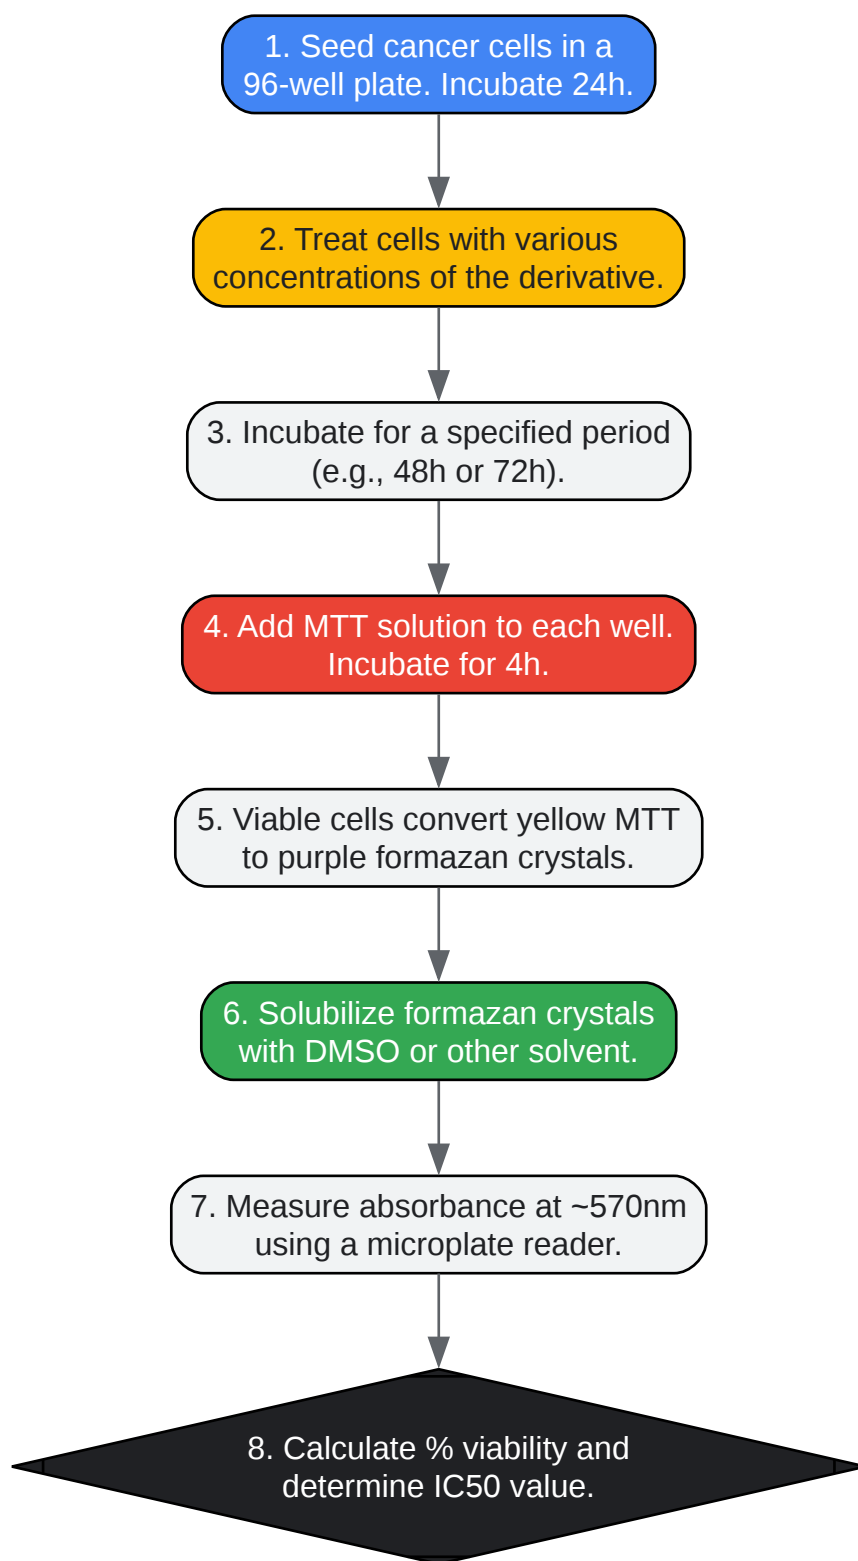 1. Seed cancer cells in a
96-well plate. Incubate 24h.
2. Treat cells with various
concentrations of the derivative.
3. Incubate for a specified period
(e.g., 48h or 72h).
4. Add MTT solution to each well.
Incubate for 4h.
5. Viable cells convert yellow MTT
to purple formazan crystals.
6. Solubilize formazan crystals
with DMSO or other solvent.
7. Measure absorbance at ~570nm
using a microplate reader.
8. Calculate % viability and
determine IC50 value.